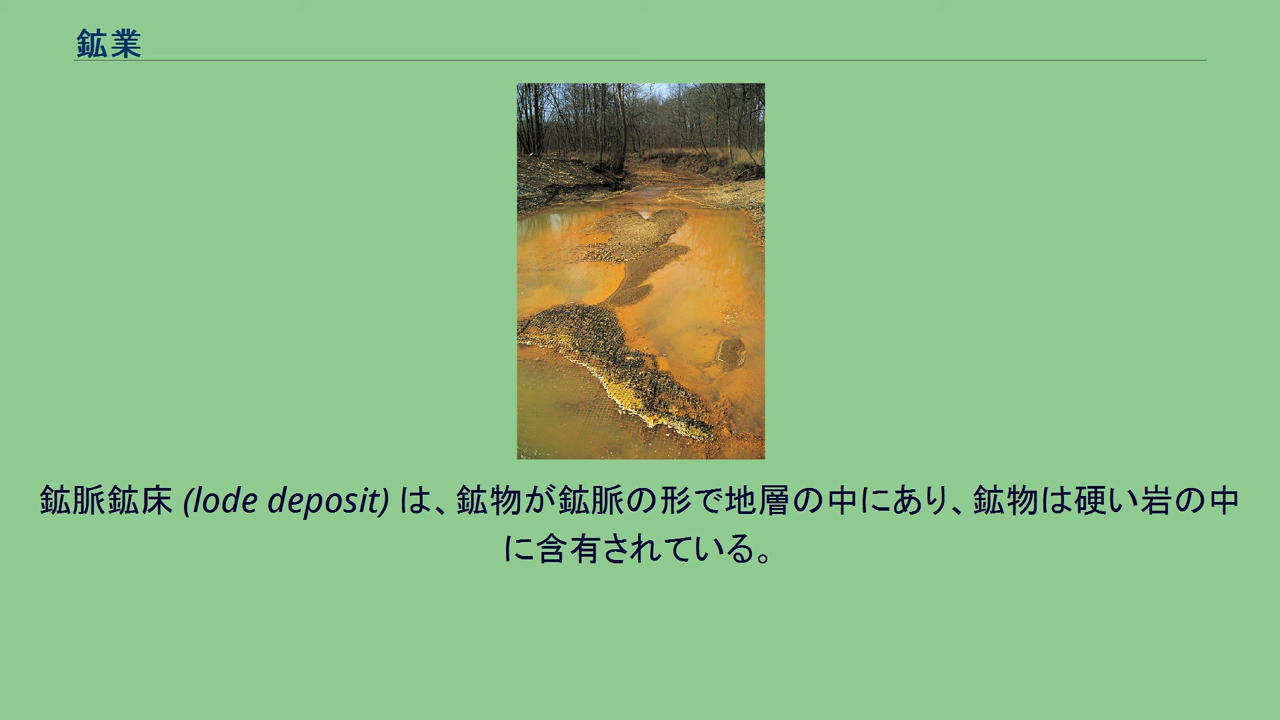 鉱業
鉱脈鉱床 (lode deposit) は、鉱物が鉱脈の形で地層の中にあり、鉱物は硬い岩の中
に含有されている。